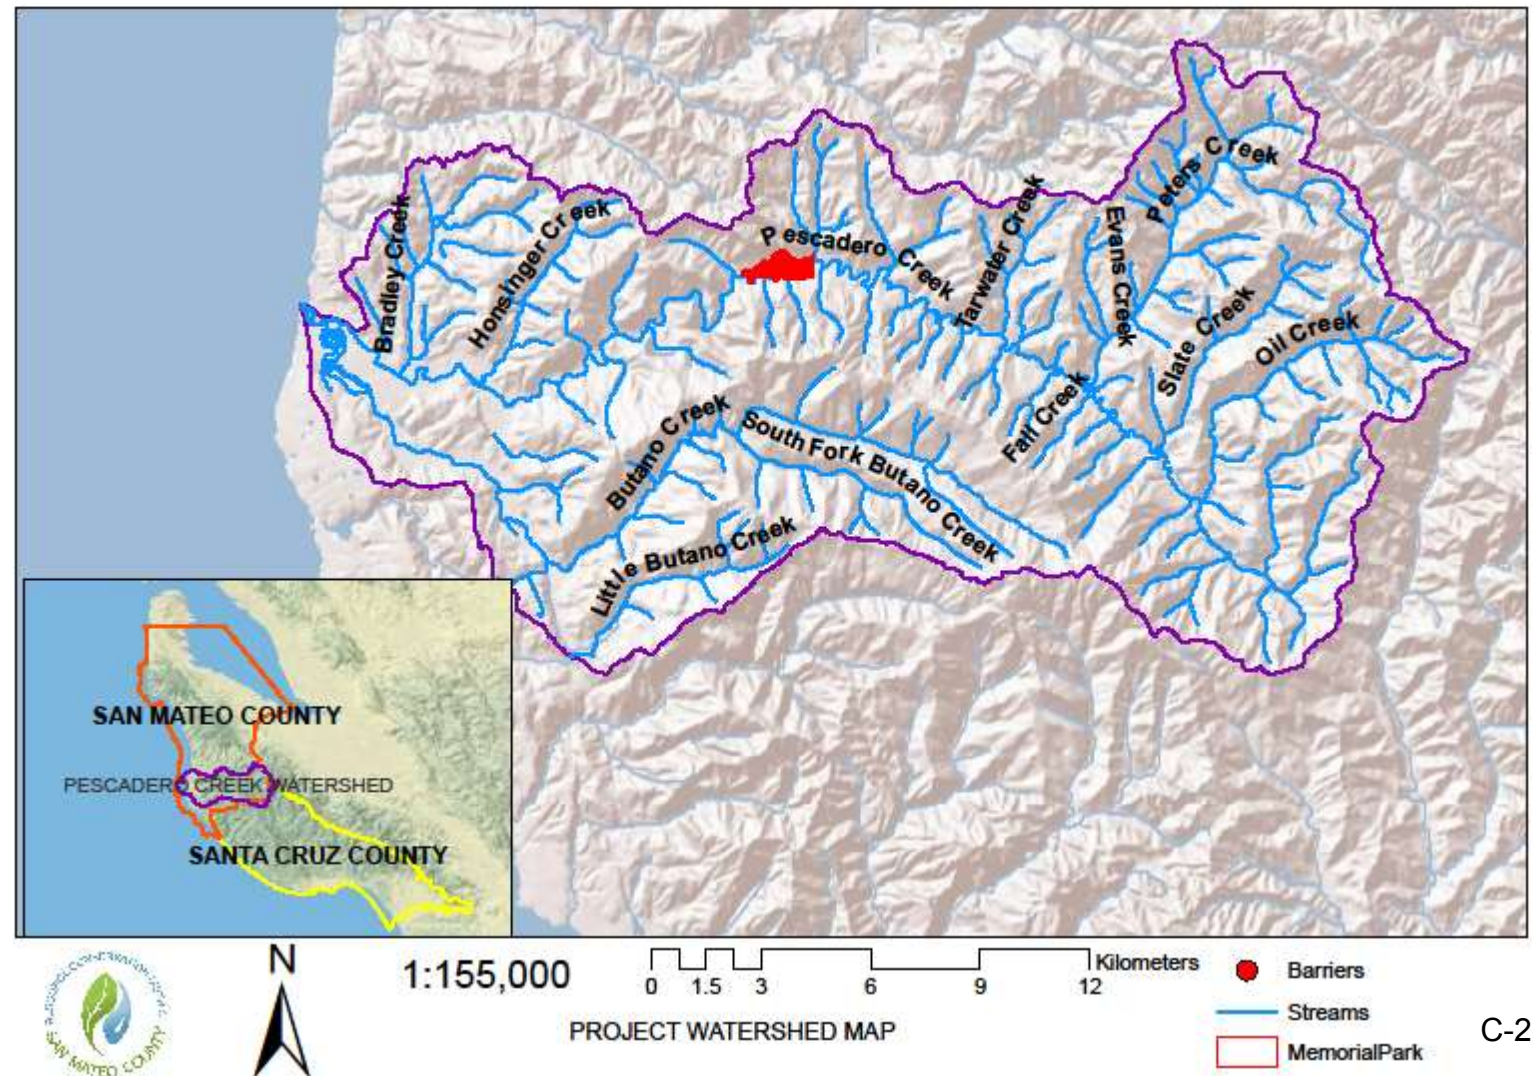 Peters Creek
Bradley Creek
Honsinger Creek
Pescadero Creek
Tarwater Creek
Evans Creek
Slate Creek
Oil Creek
Fall Creek
Butano Creek
South Fork Butano Creek
Little Butano Creek
SAN MATEO COUNTY
PESCADERO CREEK WATERSHED
SANTA CRUZ COUNTY
SAN MATEO COUNTY
N
1:155,000
0 1.5 3 6 9 12 Kilometers
PROJECT WATERSHED MAP
Barriers
Streams
MemorialPark
C-2